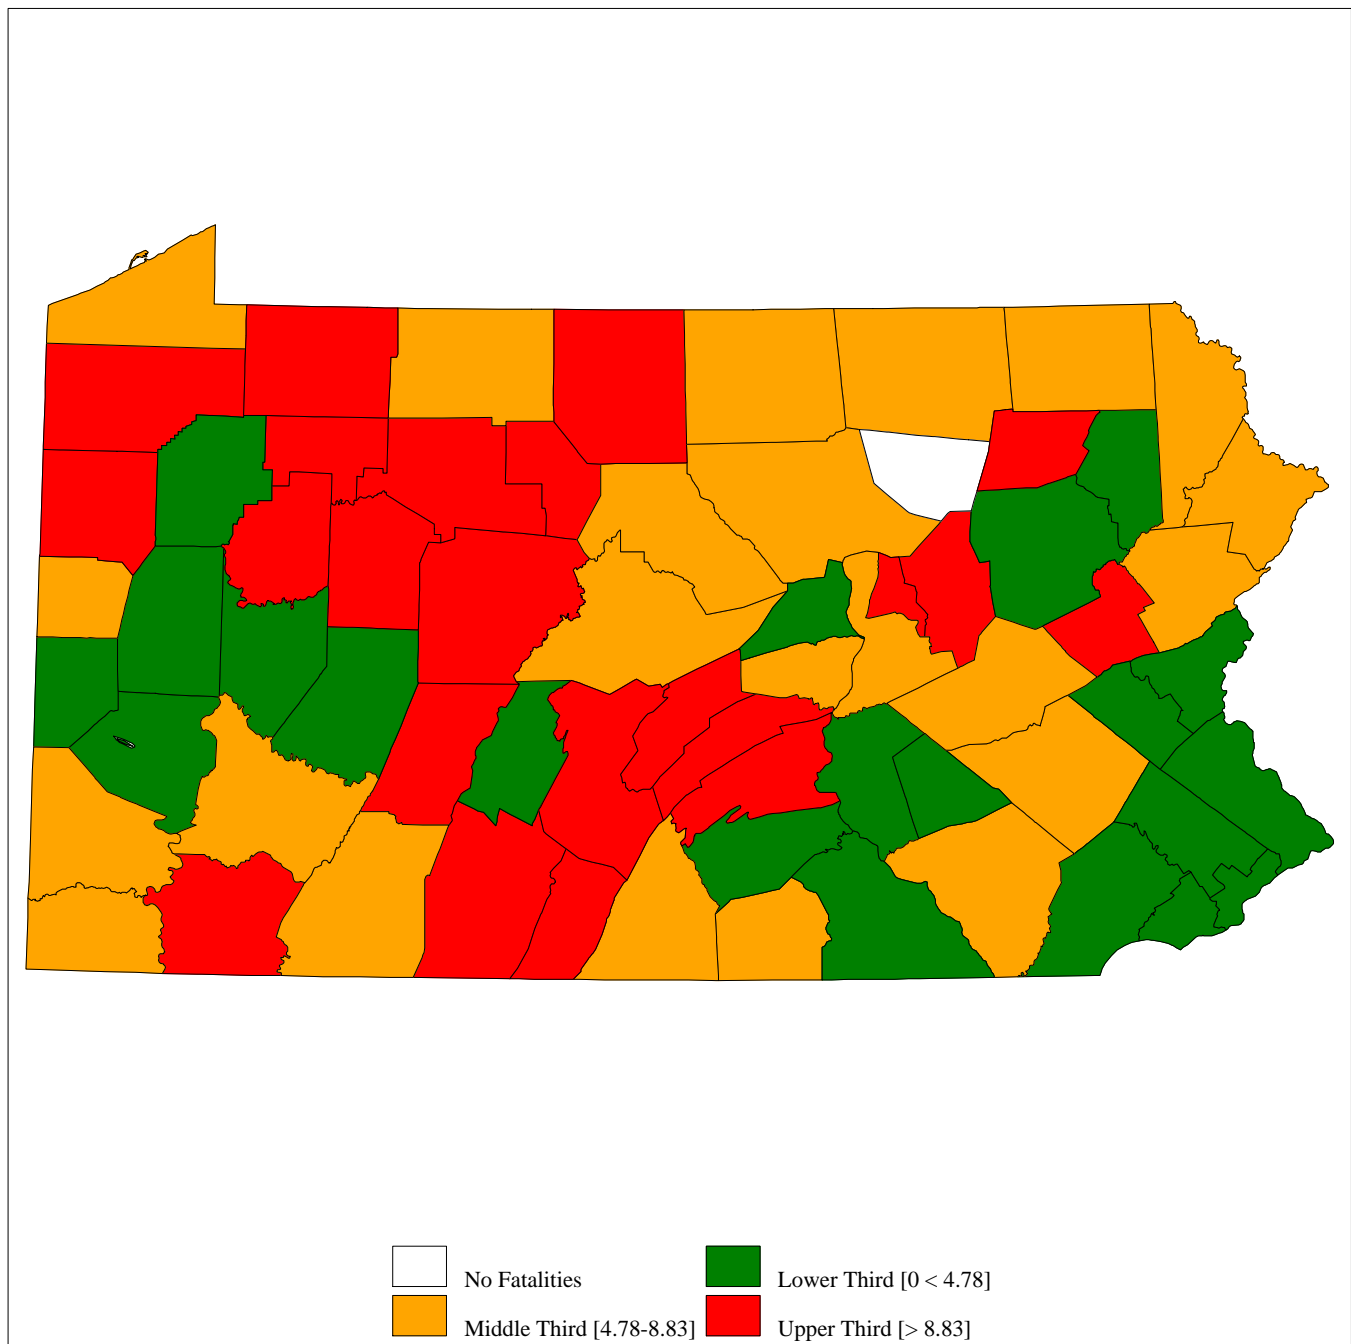 No Fatalities
Lower Third [0 < 4.78]
Middle Third [4.78-8.83]
Upper Third [> 8.83]